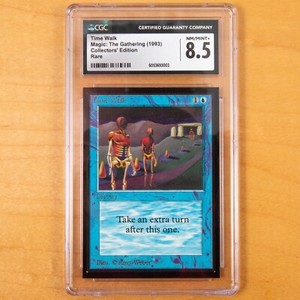 CGC
CERTIFIED GUARANTY COMPANY
Time Walk
Magic: The Gathering (1993)
Collectors' Edition
Rare
NM/MINT+
8.5
Take an extra turn
after this one.